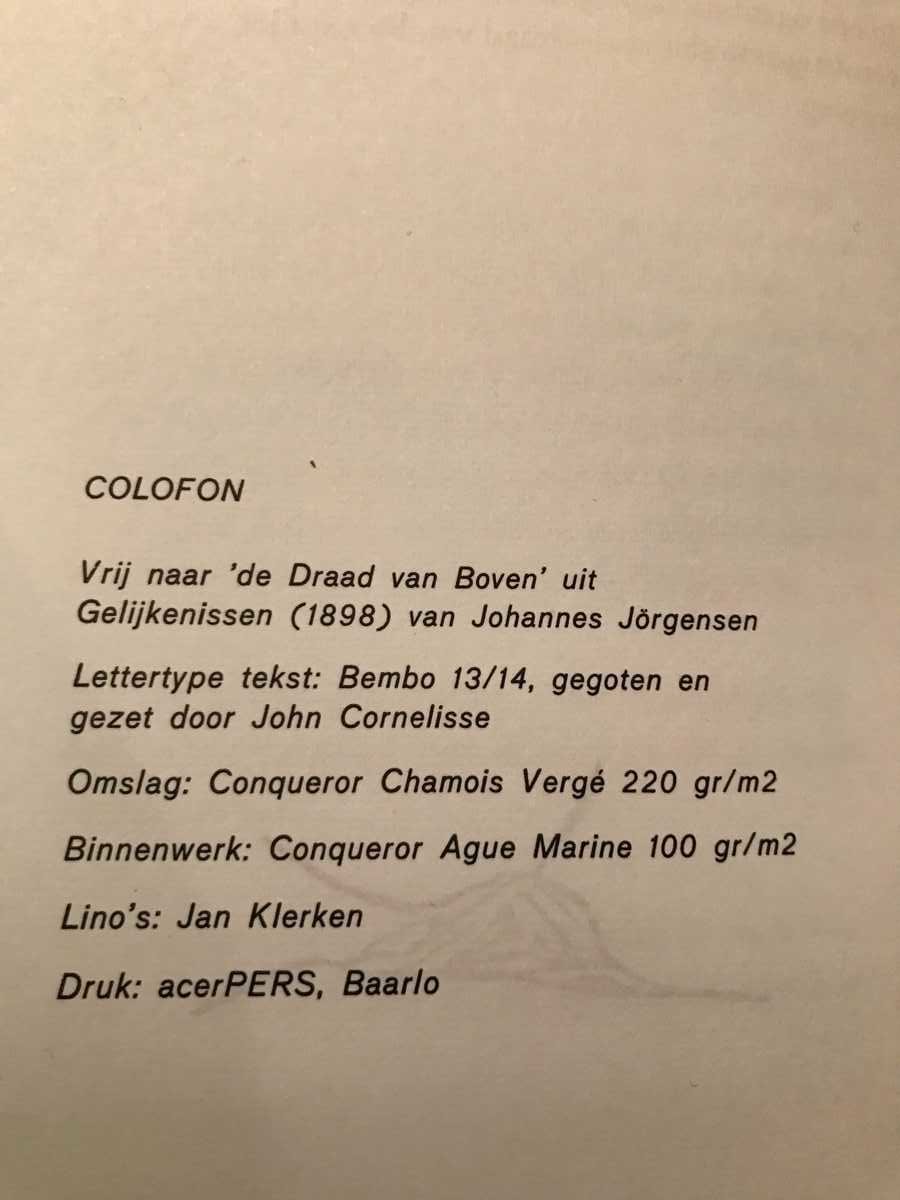 COLOFON
Vrij naar 'de Draad van Boven' uit
Gelijkenissen (1898) van Johannes Jörgensen
Lettertype tekst: Bembo 13/14, gegoten en
gezet door John Cornelisse
Omslag: Conqueror Chamois Vergé 220 gr/m2
Binnenwerk: Conqueror Ague Marine 100 gr/m2
Lino's: Jan Klerken
Druk: acerPERS, Baarlo